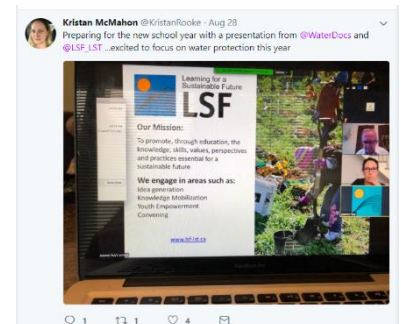 Kristan McMahon @KristanRooke · Aug 28
Preparing for the new school year with a presentation from @WaterDocs and
@LSF_LST ...excited to focus on water protection this year
Learning for a
Sustainable Future
LSF
Our Mission:
To promote, through education, the
knowledge, skills, values, perspectives
and practices essential for a
sustainable future
We engage in areas such as:
Idea generation
Knowledge Mobilization
Youth Empowerment
Convening
www.lsf-lst.ca
1 1 4